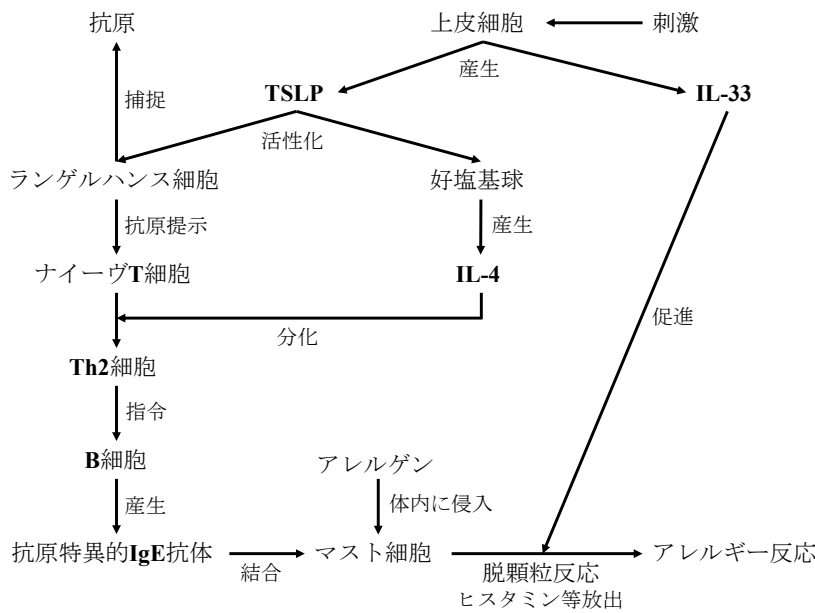 抗原
上皮細胞
刺激
産生
捕捉
TSLP
IL-33
活性化
ランゲルハンス細胞
好塩基球
抗原提示
産生
ナイーヴT細胞
IL-4
分化
促進
Th2細胞
指令
B細胞
アレルゲン
産生
体内に侵入
抗原特異的IgE抗体
結合
マスト細胞
脱顆粒反応
ヒスタミン等放出
アレルギー反応